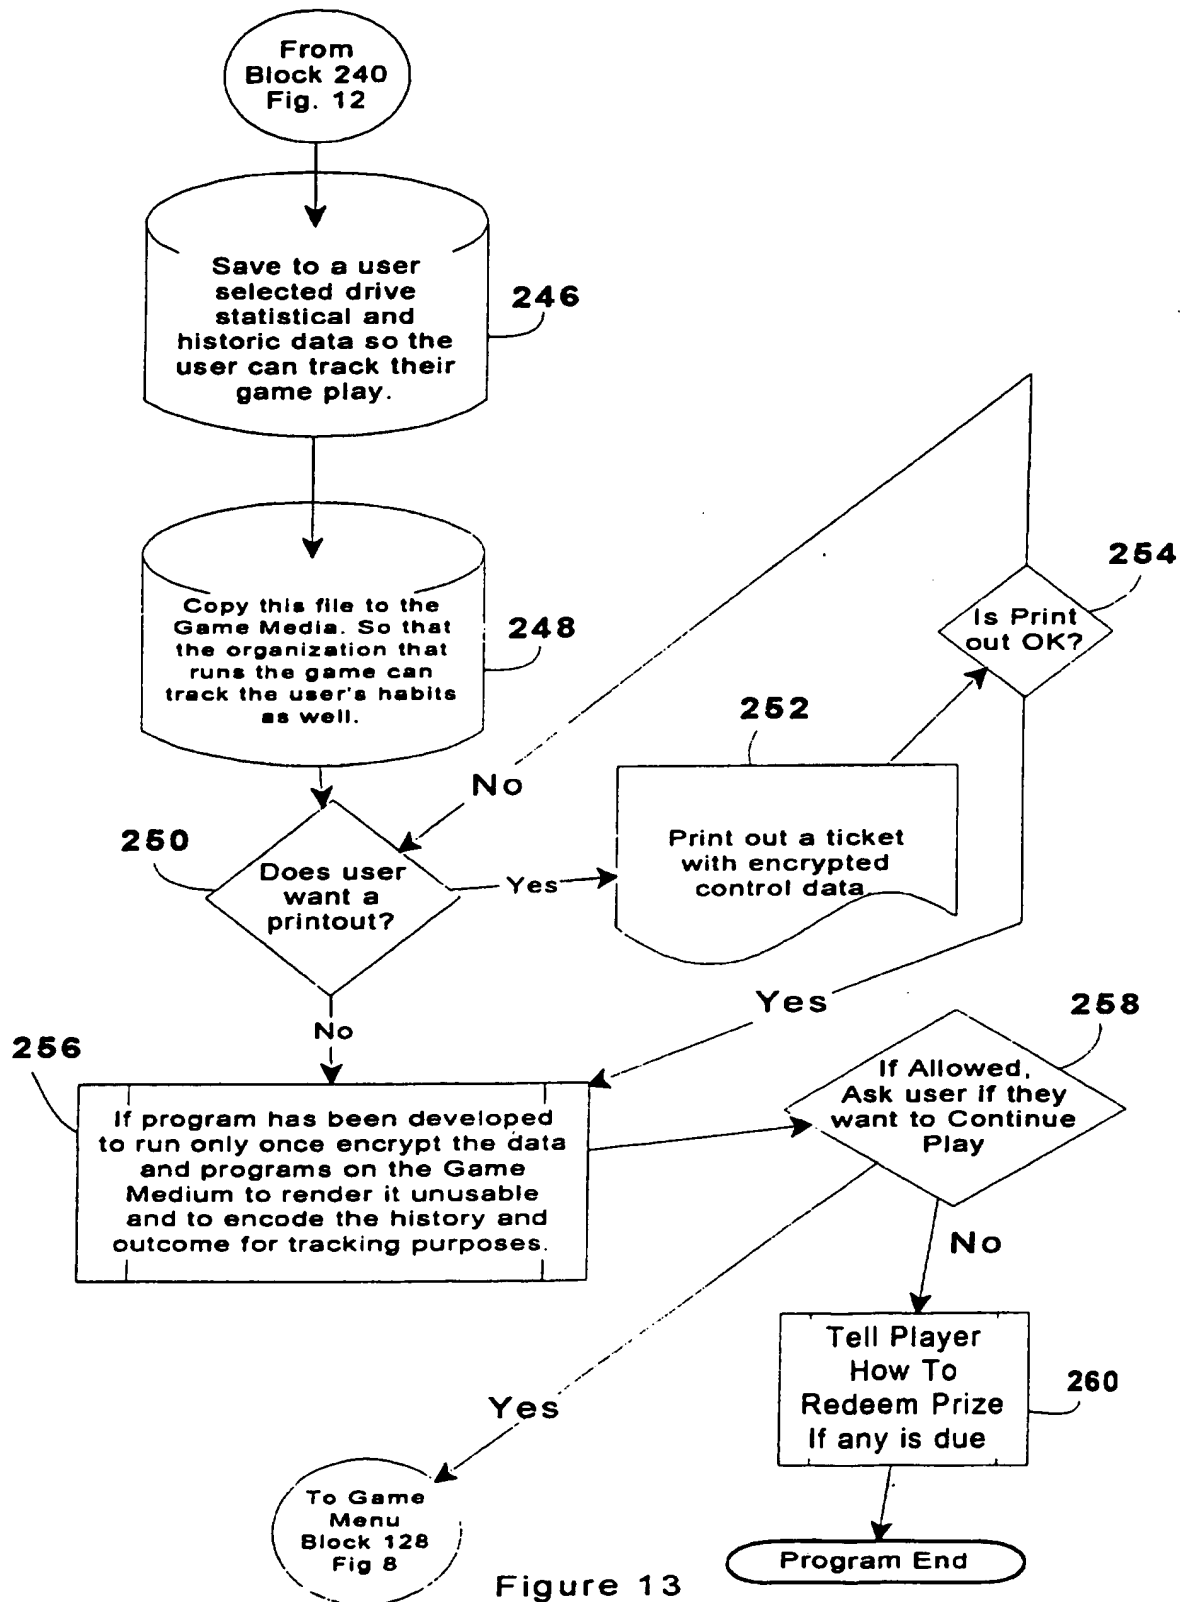 From
Block 240
Fig. 12
Save to a user
selected drive
statistical and
historic data so the
user can track their
game play.
246
Copy this file to the
Game Media. So that
the organization that
runs the game can
track the user's habits
as well.
248
254
Is Print
out OK?
252
No
250
Does user
want a
printout?
Yes
Print out a ticket
with encrypted
control data
Yes
No
256
If program has been developed
to run only once encrypt the data
and programs on the Game
Medium to render it unusable
and to encode the history and
outcome for tracking purposes.
258
If Allowed,
Ask user if they
want to Continue
Play
No
Yes
Tell Player
How To
Redeem Prize
If any is due
260
To Game
Menu
Block 128
Fig 8
Program End
Figure 13